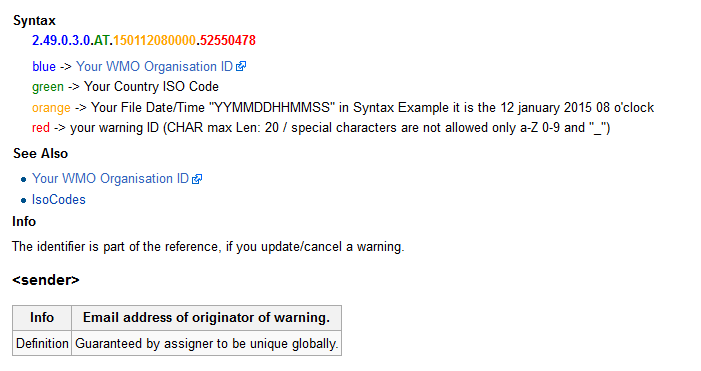 Syntax
2.49.0.3.0.AT.150112080000.52550478
blue -> Your WMO Organisation ID
green -> Your Country ISO Code
orange -> Your File Date/Time "YYMMDDHHMMSS" in Syntax Example it is the 12 january 2015 08 o'clock
red -> your warning ID (CHAR max Len: 20 / special characters are not allowed only a-Z 0-9 and "_")
See Also
Your WMO Organisation ID
IsoCodes
Info
The identifier is part of the reference, if you update/cancel a warning.
<sender>
Info Email address of originator of warning.
Definition Guaranteed by assigner to be unique globally.